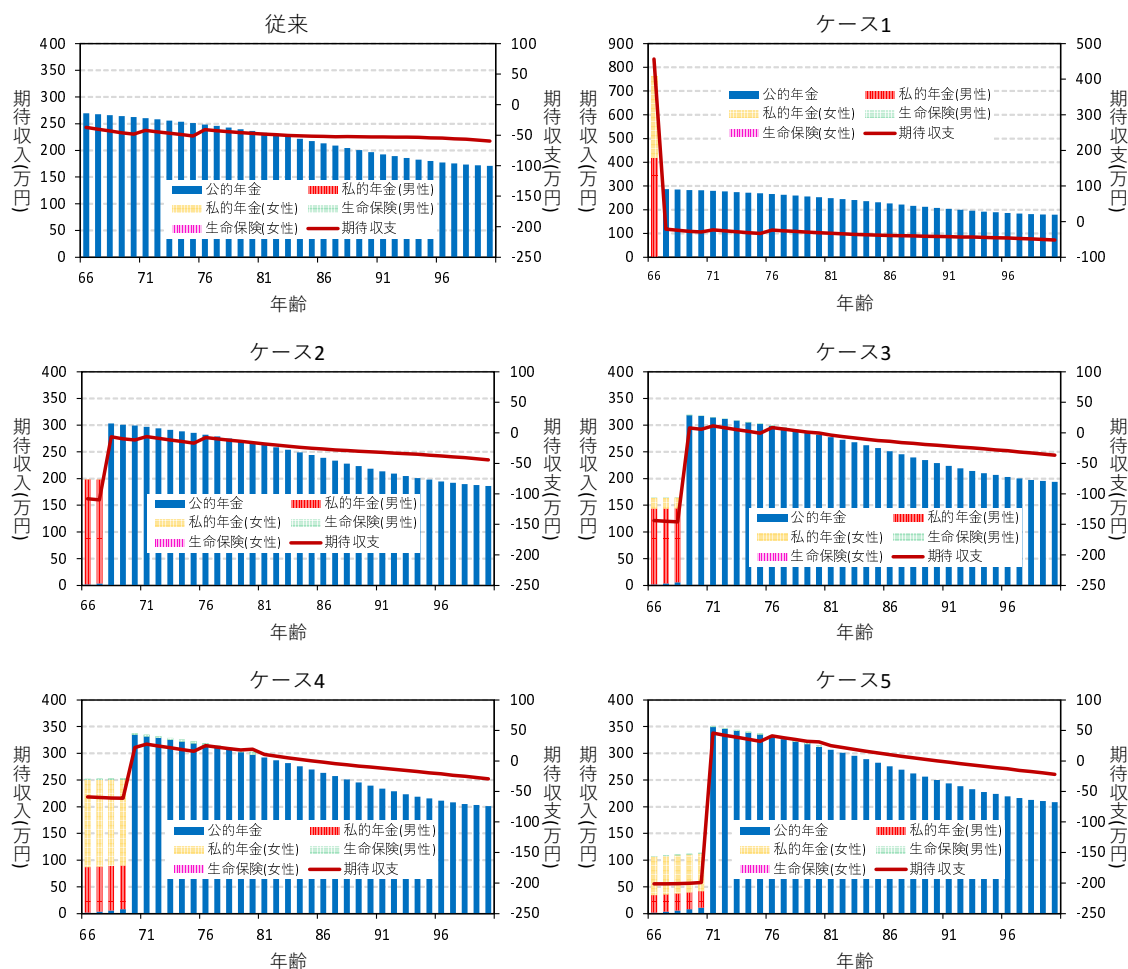 従来
400
350
300
250
200
150
100
50
0
期待収入(万円)
100
50
0
-50
-100
-150
-200
-250
期待収支(万円)
公的年金
私的年金(男性)
私的年金(女性)
生命保険(男性)
生命保険(女性)
期待収支
66 71 76 81 86 91 96
年齢
ケース1
900
800
700
600
500
400
300
200
100
0
期待収入(万円)
500
400
300
200
100
0
-100
期待収支(万円)
公的年金
私的年金(男性)
私的年金(女性)
生命保険(男性)
生命保険(女性)
期待収支
66 71 76 81 86 91 96
年齢
ケース2
400
350
300
250
200
150
100
50
0
期待収入(万円)
100
50
0
-50
-100
-150
-200
-250
期待収支(万円)
公的年金
私的年金(男性)
私的年金(女性)
生命保険(男性)
生命保険(女性)
期待収支
66 71 76 81 86 91 96
年齢
ケース3
400
350
300
250
200
150
100
50
0
期待収入(万円)
100
50
0
-50
-100
-150
-200
-250
期待収支(万円)
公的年金
私的年金(男性)
私的年金(女性)
生命保険(男性)
生命保険(女性)
期待収支
66 71 76 81 86 91 96
年齢
ケース4
400
350
300
250
200
150
100
50
0
期待収入(万円)
100
50
0
-50
-100
-150
-200
-250
期待収支(万円)
公的年金
私的年金(男性)
私的年金(女性)
生命保険(男性)
生命保険(女性)
期待収支
66 71 76 81 86 91 96
年齢
ケース5
400
350
300
250
200
150
100
50
0
期待収入(万円)
100
50
0
-50
-100
-150
-200
-250
期待収支(万円)
公的年金
私的年金(男性)
私的年金(女性)
生命保険(男性)
生命保険(女性)
期待収支
66 71 76 81 86 91 96
年齢